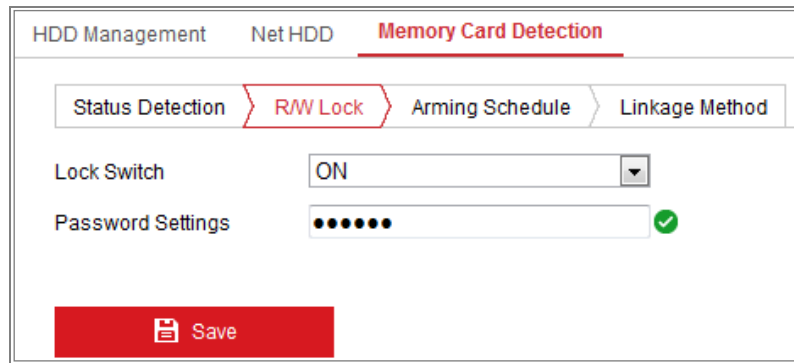 HDD Management Net HDD Memory Card Detection
Status Detection R/W Lock Arming Schedule Linkage Method
Lock Switch ON
Password Settings ●●●●●●
Save